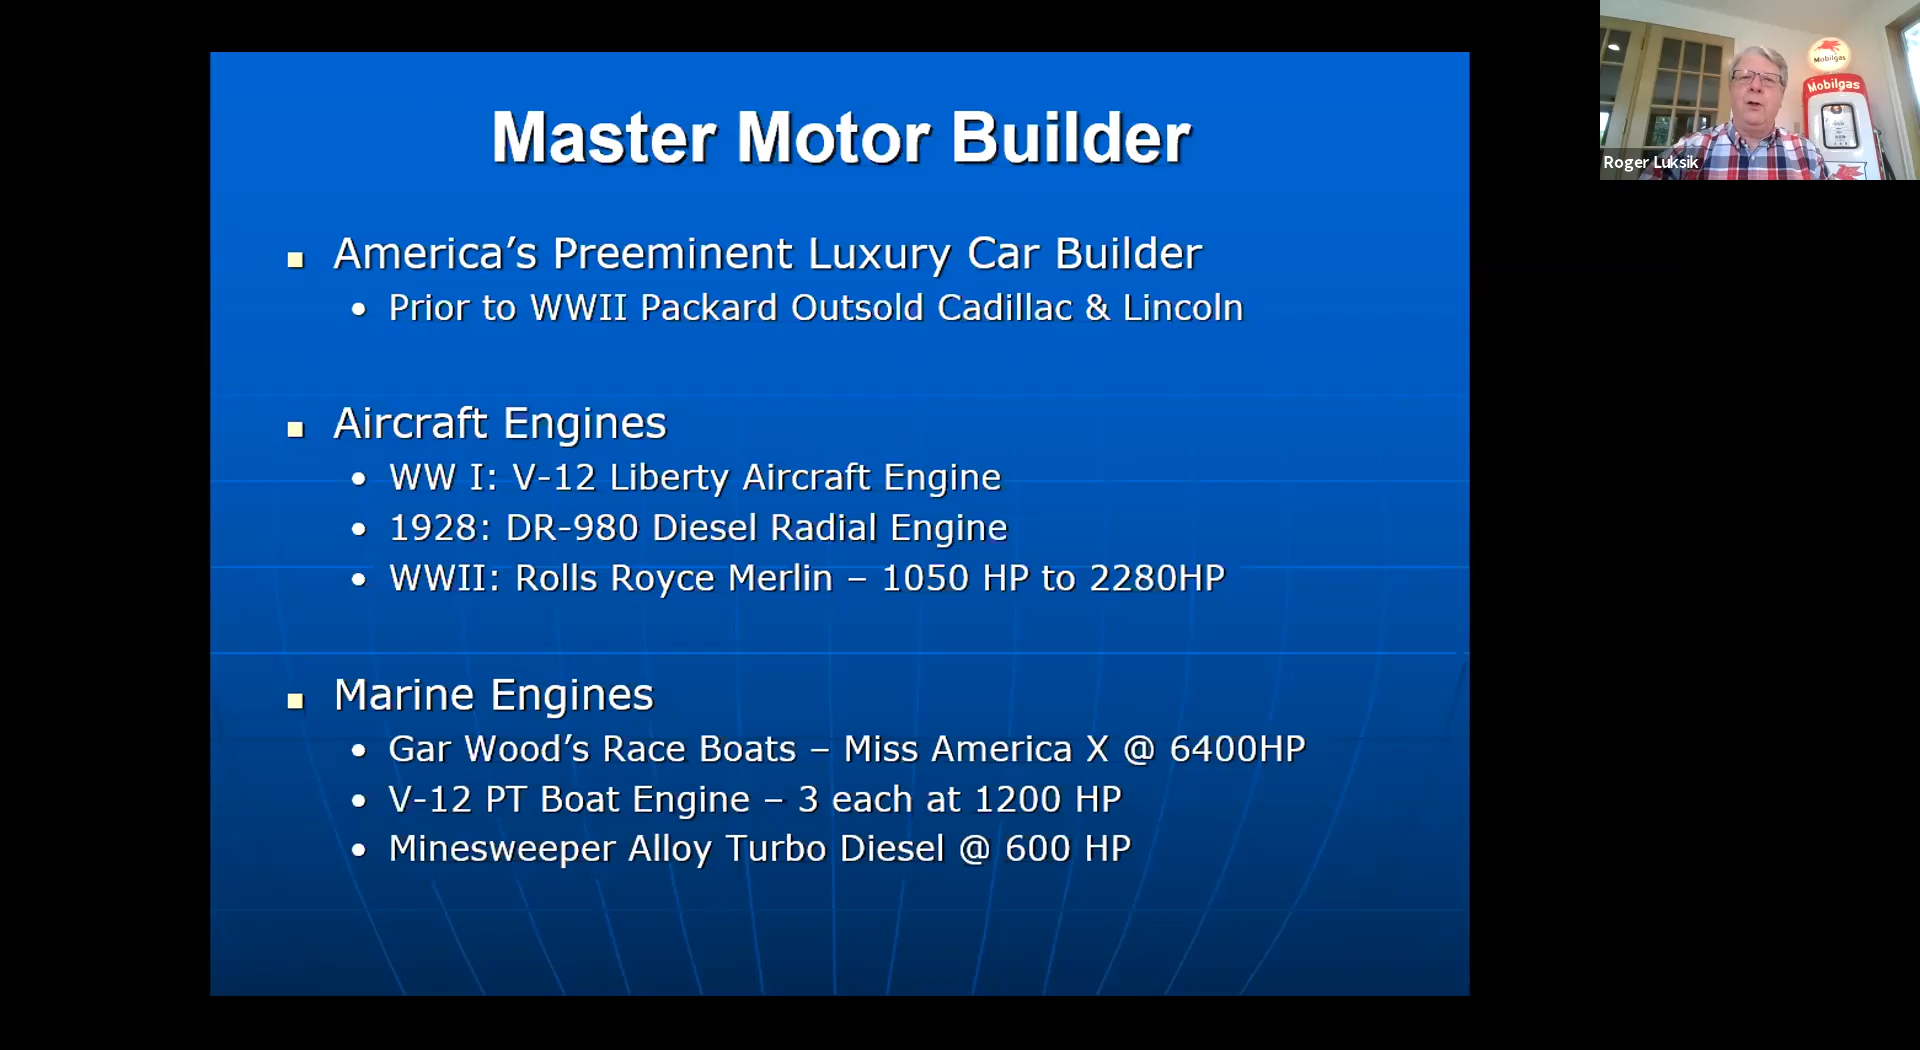 Master Motor Builder
America’s Preeminent Luxury Car Builder
Prior to WWII Packard Outsold Cadillac & Lincoln
Aircraft Engines
WW I: V-12 Liberty Aircraft Engine
1928: DR-980 Diesel Radial Engine
WWII: Rolls Royce Merlin – 1050 HP to 2280HP
Marine Engines
Gar Wood’s Race Boats – Miss America X @ 6400HP
V-12 PT Boat Engine – 3 each at 1200 HP
Minesweeper Alloy Turbo Diesel @ 600 HP
Mobilgas
Mobilgas
Roger Luksik